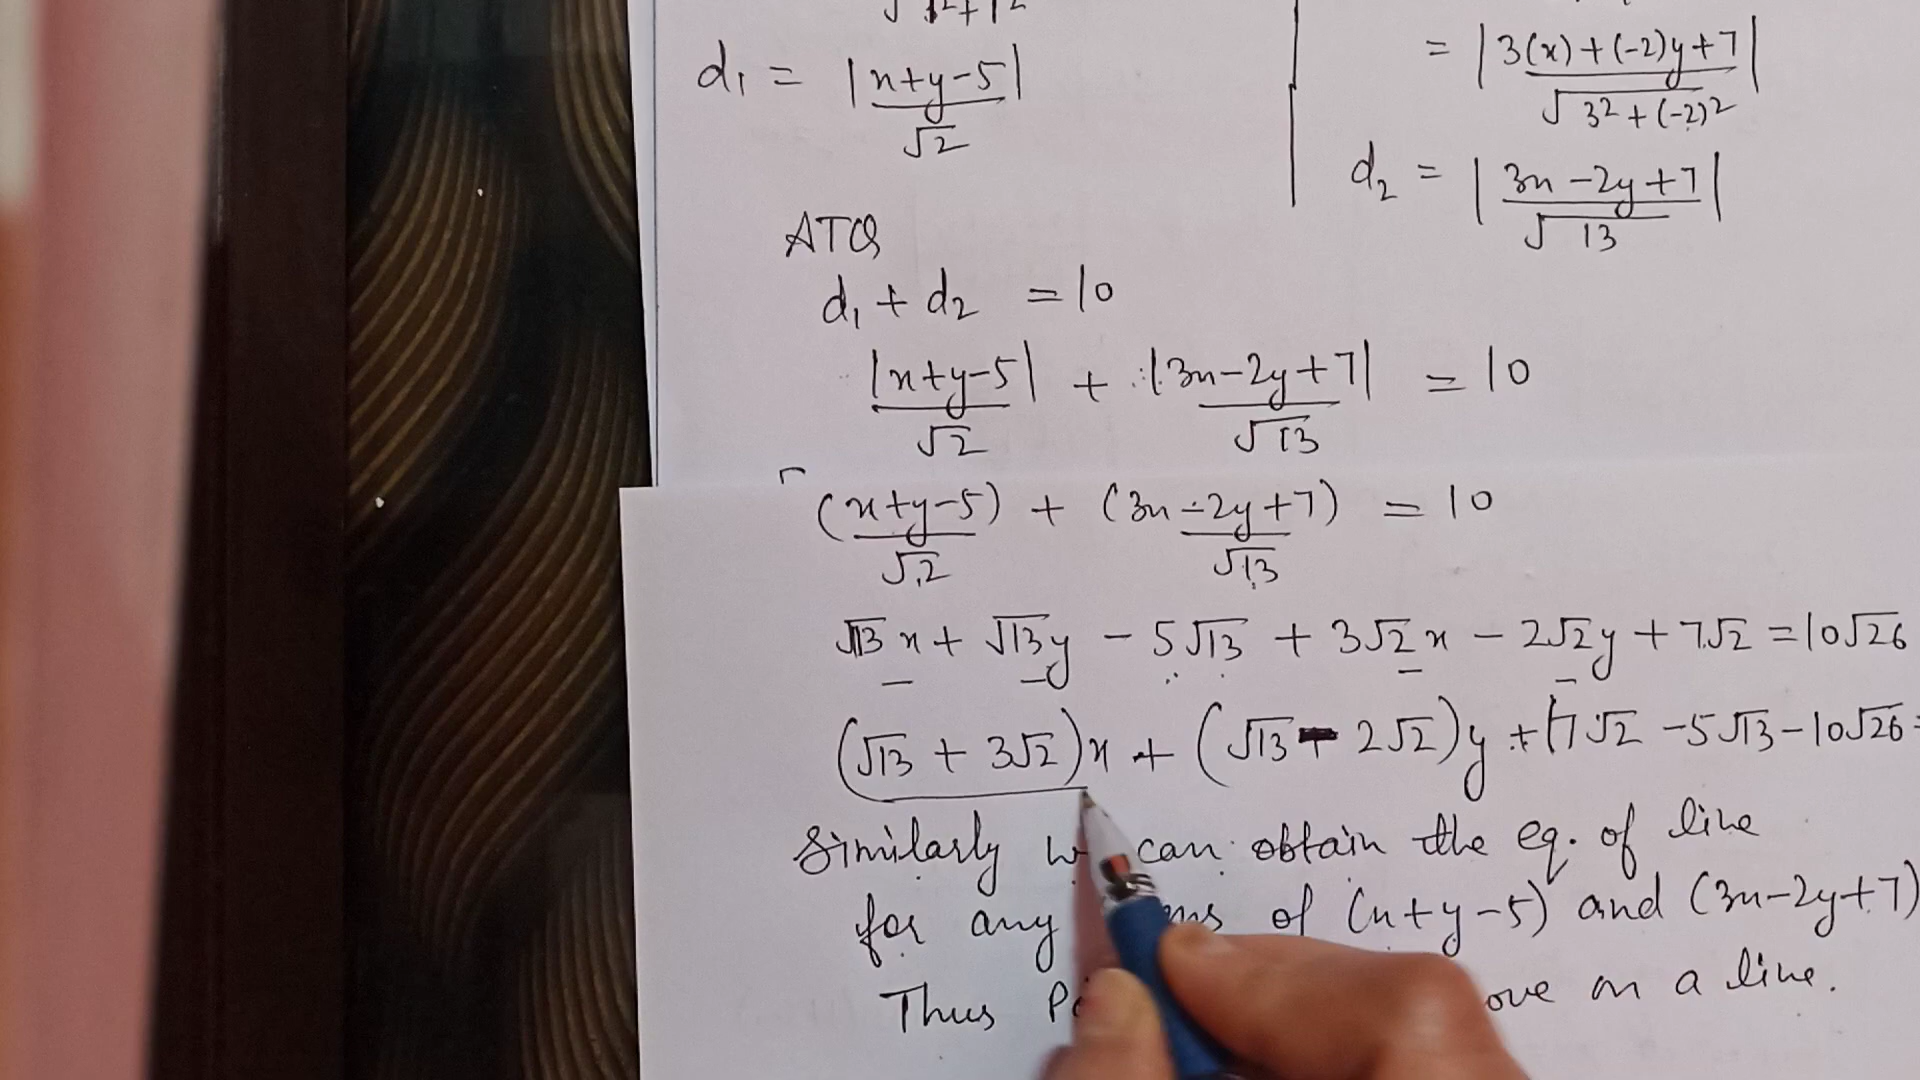 √1²+1²
d₁ = |x+y-5| / √2
= |3(x)+(-2)y+7| / √3²+(-2)²
d₂ = |3x-2y+7 / √13|
ATQ
d₁ + d₂ = 10
|x+y-5| / √2 + |3x-2y+7| / √13 = 10
(x+y-5) / √2 + (3x-2y+7) / √13 = 10
√13 x + √13 y - 5√13 + 3√2 x - 2√2 y + 7√2 = 10√26
(√13 + 3√2)x + (√13 - 2√2)y + (7√2 - 5√13 - 10√26 =
Similarly can obtain the eq. of line
for any of (x+y-5) and (3x-2y+7)
Thus on a line.